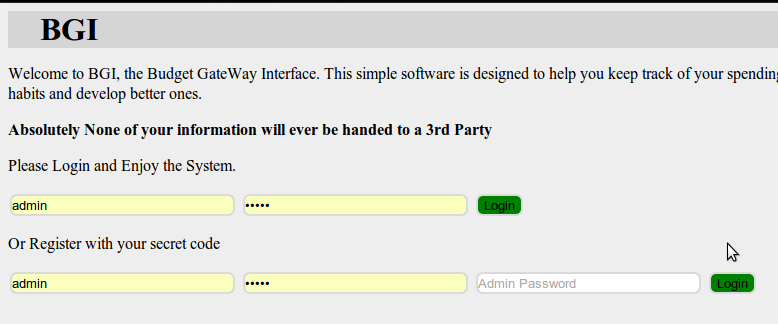 BGI
Welcome to BGI, the Budget GateWay Interface. This simple software is designed to help you keep track of your spending
habits and develop better ones.
Absolutely None of your information will ever be handed to a 3rd Party
Please Login and Enjoy the System.
admin ••••• Login
Or Register with your secret code
admin ••••• Admin Password Login